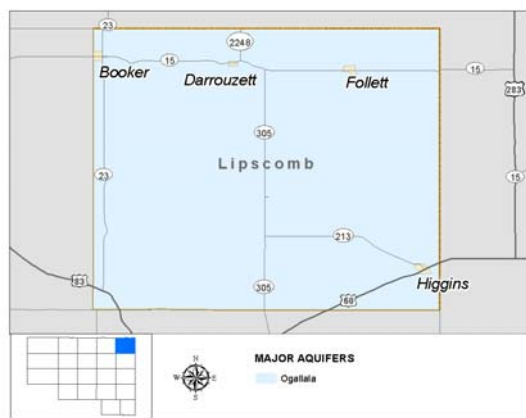 23
2248
15
Booker
Darrouzett
Follett
15
283
305
Lipscomb
23
15
213
83
305
60
Higgins
N
W E
S
MAJOR AQUIFERS
Ogallala